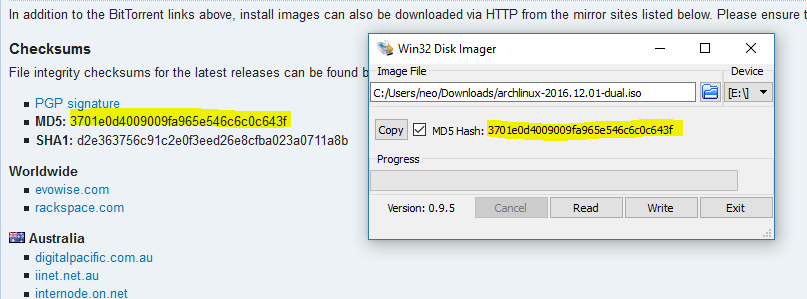 In addition to the BitTorrent links above, install images can also be downloaded via HTTP from the mirror sites listed below. Please ensure t
Checksums
File integrity checksums for the latest releases can be found b
PGP signature
MD5: 3701e0d4009009fa965e546c6c0c643f
SHA1: d2e363756c91c2e0f3eed26e8cfba023a0711a8b
Worldwide
evowise.com
rackspace.com
Australia
digitalpacific.com.au
iinet.net.au
internode.on.net
Win32 Disk Imager
Image File
Device
C:/Users/neo/Downloads/archlinux-2016.12.01-dual.iso
[E:\]
Copy
MD5 Hash: 3701e0d4009009fa965e546c6c0c643f
Progress
Version: 0.9.5
Cancel
Read
Write
Exit